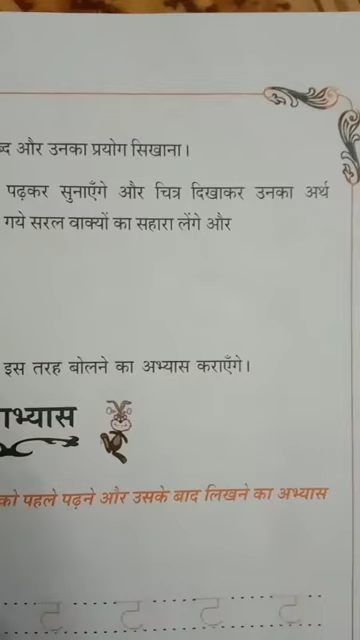 और उनका प्रयोग सिखाना।
पढ़कर सुनाएँगे और चित्र दिखाकर उनका अर्थ
गये सरल वाक्यों का सहारा लेंगे और
इस तरह बोलने का अभ्यास कराएँगे।
को पहले पढ़ने और उसके बाद लिखने का अभ्यास